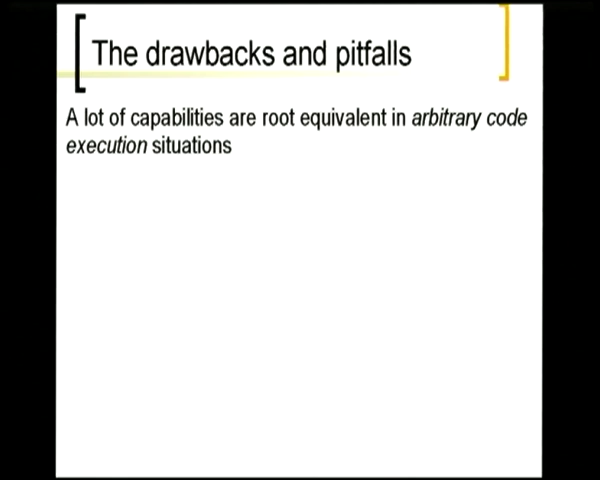 The drawbacks and pitfalls
A lot of capabilities are root equivalent in arbitrary code
execution situations